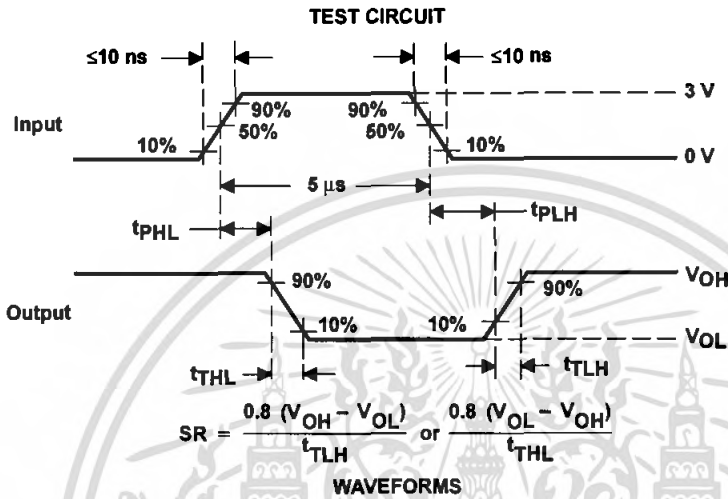 TEST CIRCUIT
≤10 ns ≤10 ns
3 V
90% 90%
Input 50% 50%
10% 10%
0 V
5 µs
tPHL tPLH
VOH
90% 90%
Output
10% 10%
VOL
tTHL tTLH
SR = 0.8 (VOH – VOL) / tTLH or 0.8 (VOL – VOH) / tTHL
WAVEFORMS